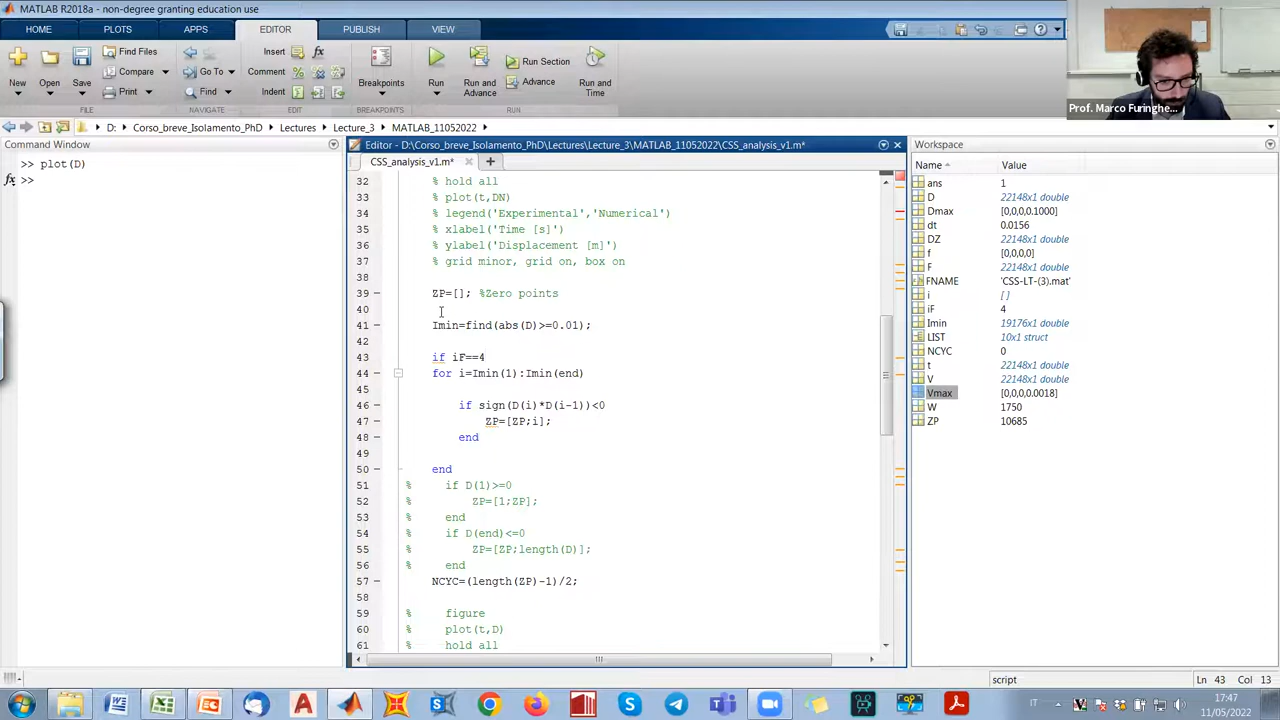 MATLAB R2018a - non-degree granting education use
HOME PLOTS APPS EDITOR PUBLISH VIEW
New Open Save Find Files Compare Print Go To Find Insert Comment Indent Breakpoints Run Run and Advance Run Section Advance Run and Time
FILE NAVIGATE EDIT BREAKPOINTS RUN
Prof. Marco Furinghe...
D: Corso_breve_Isolamento_PhD Lectures Lecture_3 MATLAB_11052022
Command Window
>> plot(D)
fx >>
Editor - D:\Corso_breve_Isolamento_PhD\Lectures\Lecture_3\MATLAB_11052022\CSS_analysis_v1.m*
CSS_analysis_v1.m*
32 % hold all
33 % plot(t,DN)
34 % legend('Experimental','Numerical')
35 % xlabel('Time [s]')
36 % ylabel('Displacement [m]')
37 % grid minor, grid on, box on
38
39 ZP=[]; %Zero points
40
41 Imin=find(abs(D)>=0.01);
42
43 if iF==4
44 for i=Imin(1):Imin(end)
45
46 if sign(D(i)*D(i-1))<0
47 ZP=[ZP;i];
48 end
49
50 end
51 % if D(1)>=0
52 % ZP=[1;ZP];
53 % end
54 % if D(end)<=0
55 % ZP=[ZP;length(D)];
56 % end
57 NCYC=(length(ZP)-1)/2;
58
59 % figure
60 % plot(t,D)
61 % hold all
Workspace
Name Value
ans 1
D 22148x1 double
Dmax [0,0,0,0.1000]
dt 0.0156
DZ 22148x1 double
f [0,0,0,0]
F 22148x1 double
FNAME 'CSS-LT-(3).mat'
i []
iF 4
Imin 19176x1 double
LIST 10x1 struct
NCYC 0
t 22148x1 double
V 22148x1 double
Vmax [0,0,0,0.0018]
W 1750
ZP 10685
script Ln 43 Col 13
IT
17:47
11/05/2022